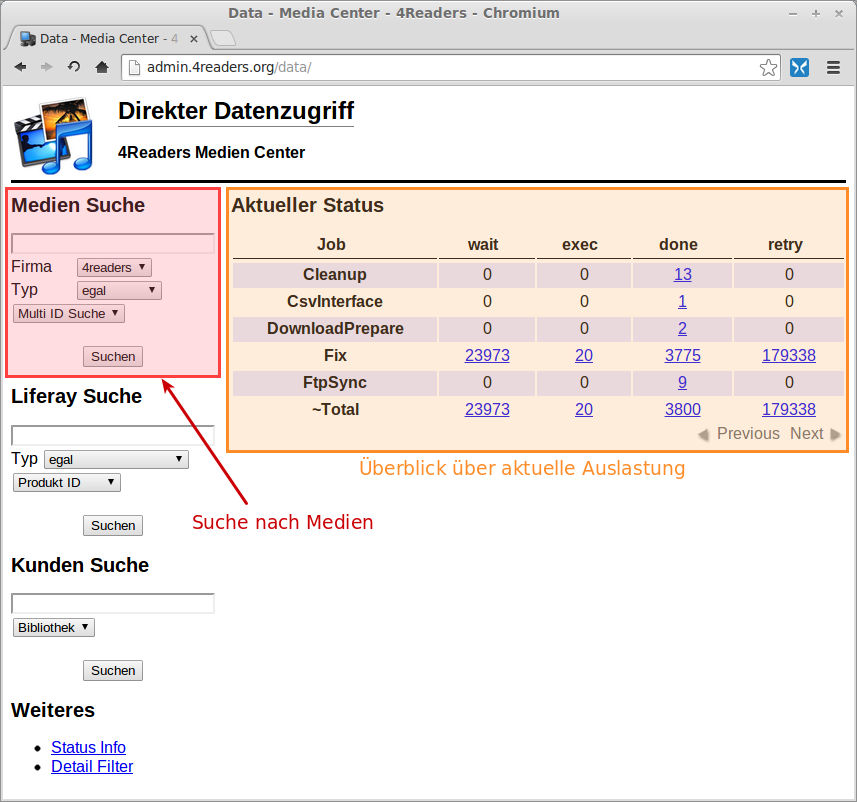 Data - Media Center - 4Readers - Chromium
Data - Media Center - 4
admin.4readers.org/data/
Direkter Datenzugriff
4Readers Medien Center
Medien Suche
Firma 4readers
Typ egal
Multi ID Suche
Suchen
Aktueller Status
Job wait exec done retry
Cleanup 0 0 13 0
CsvInterface 0 0 1 0
DownloadPrepare 0 0 2 0
Fix 23973 20 3775 179338
FtpSync 0 0 9 0
~Total 23973 20 3800 179338
Previous Next
Überblick über aktuelle Auslastung
Liferay Suche
Typ egal
Produkt ID
Suchen
Suche nach Medien
Kunden Suche
Bibliothek
Suchen
Weiteres
Status Info
Detail Filter